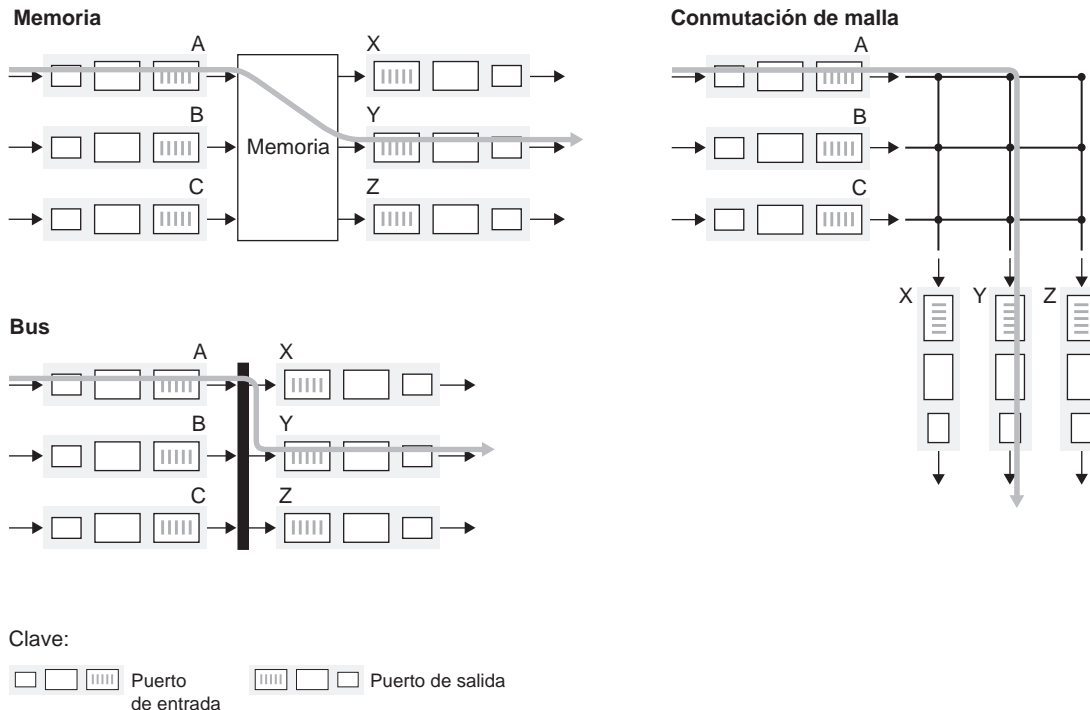 Memoria
A
X
B
Y
Memoria
C
Z
Conmutación de malla
A
B
C
X
Y
Z
Bus
A
X
B
Y
C
Z
Clave:
Puerto
de entrada
Puerto de salida